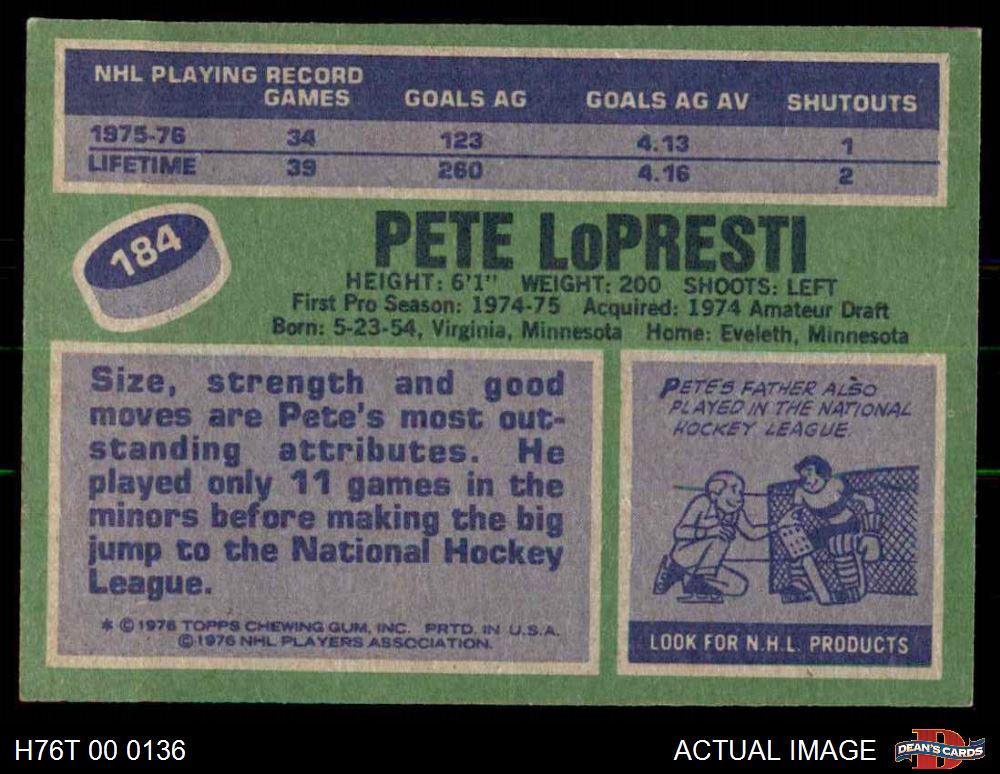 NHL PLAYING RECORD
GAMES GOALS AG GOALS AG AV SHUTOUTS
1975-76 34 123 4.13 1
LIFETIME 39 260 4.16 2
184
PETE LoPRESTI
HEIGHT: 6'1" WEIGHT: 200 SHOOTS: LEFT
First Pro Season: 1974-75 Acquired: 1974 Amateur Draft
Born: 5-23-54, Virginia, Minnesota Home: Eveleth, Minnesota
Size, strength and good
moves are Pete's most out-
standing attributes. He
played only 11 games in the
minors before making the big
jump to the National Hockey
League.
* © 1976 TOPPS CHEWING GUM, INC. PRTD. IN U.S.A.
© 1976 NHL PLAYERS ASSOCIATION.
PETE'S FATHER ALSO
PLAYED IN THE NATIONAL
HOCKEY LEAGUE.
LOOK FOR N.H.L. PRODUCTS
H76T 00 0136
ACTUAL IMAGE
DEAN'S CARDS